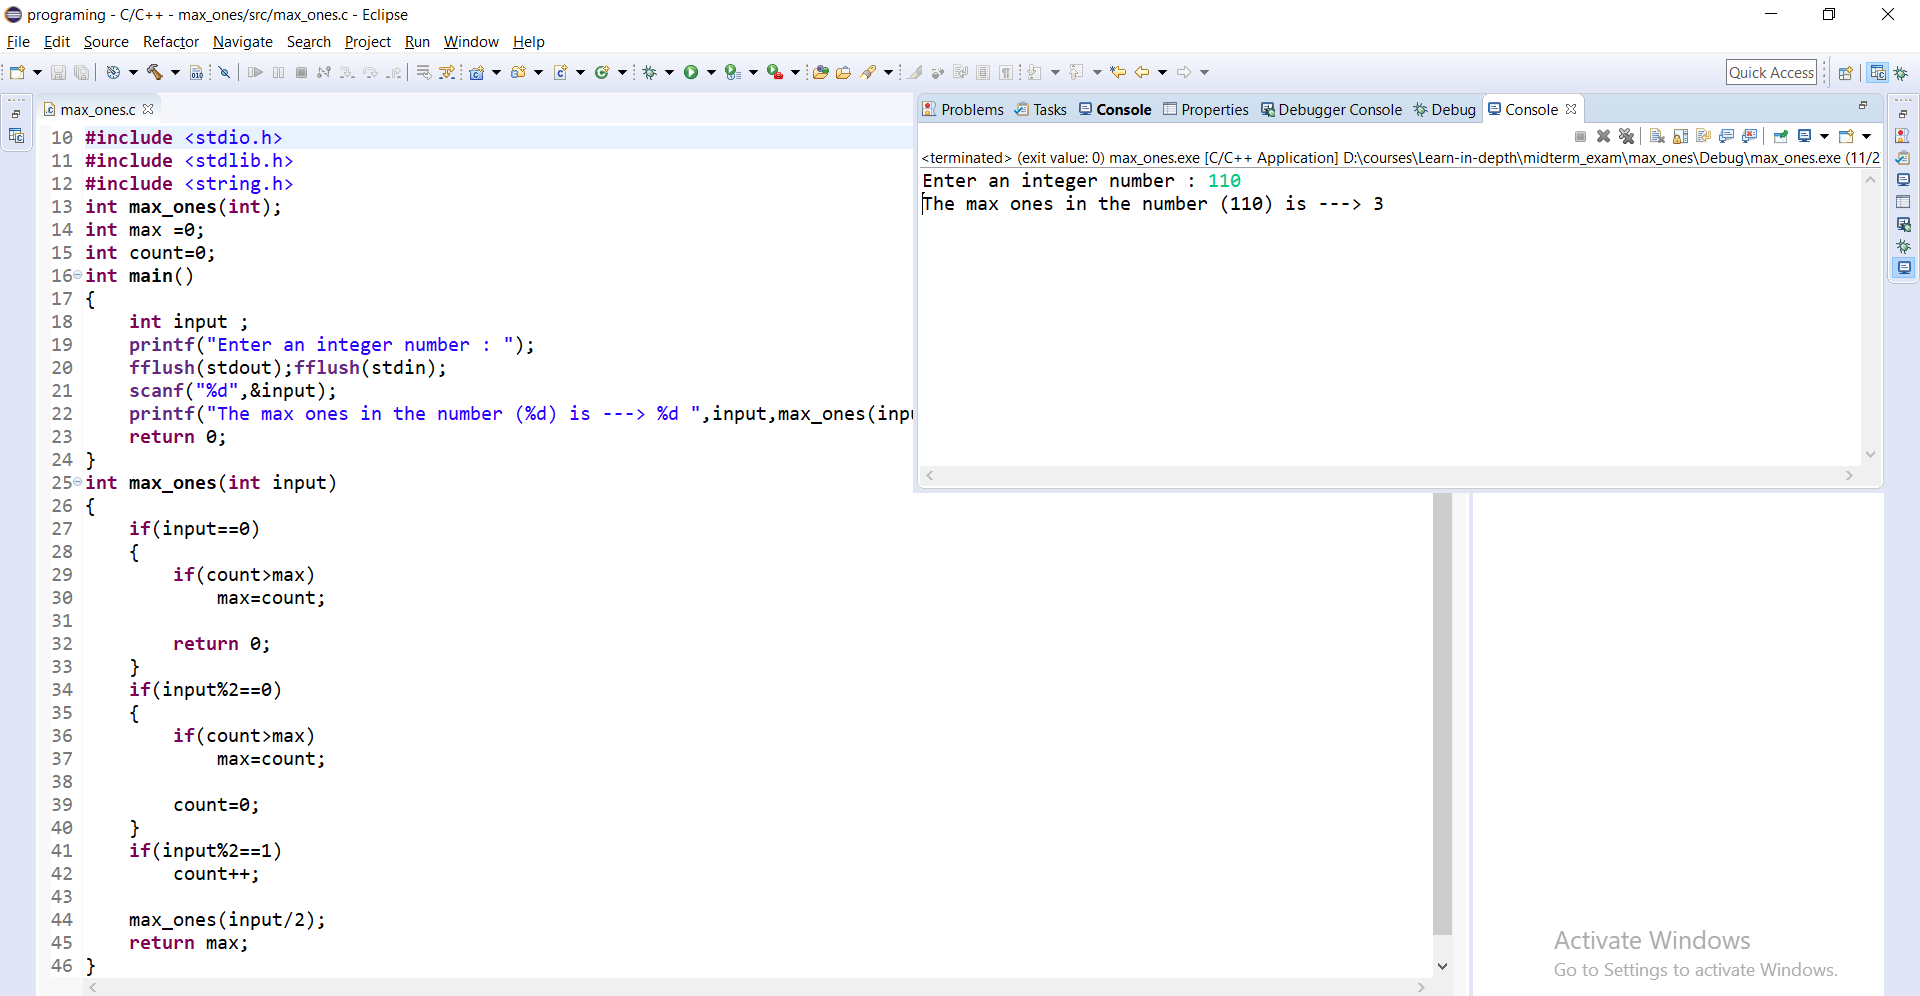 programing - C/C++ - max_ones/src/max_ones.c - Eclipse
File Edit Source Refactor Navigate Search Project Run Window Help
Quick Access
max_ones.c
10 #include <stdio.h>
11 #include <stdlib.h>
12 #include <string.h>
13 int max_ones(int);
14 int max =0;
15 int count=0;
16 int main()
17 {
18 int input ;
19 printf("Enter an integer number : ");
20 fflush(stdout);fflush(stdin);
21 scanf("%d",&input);
22 printf("The max ones in the number (%d) is ---> %d ",input,max_ones(inpu
23 return 0;
24 }
25 int max_ones(int input)
26 {
27 if(input==0)
28 {
29 if(count>max)
30 max=count;
31
32 return 0;
33 }
34 if(input%2==0)
35 {
36 if(count>max)
37 max=count;
38
39 count=0;
40 }
41 if(input%2==1)
42 count++;
43
44 max_ones(input/2);
45 return max;
46 }
Problems Tasks Console Properties Debugger Console Debug Console
<terminated> (exit value: 0) max_ones.exe [C/C++ Application] D:\courses\Learn-in-depth\midterm_exam\max_ones\Debug\max_ones.exe (11/2
Enter an integer number : 110
The max ones in the number (110) is ---> 3
Activate Windows
Go to Settings to activate Windows.